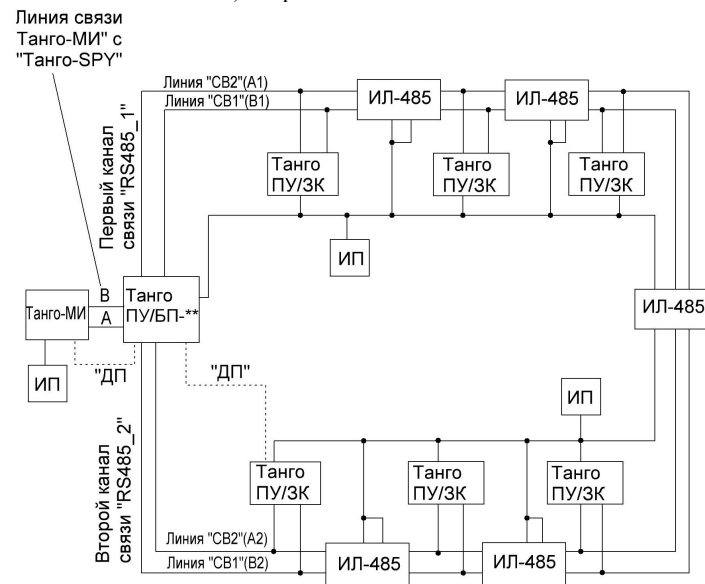 Линия связи
Танго-МИ" с
"Танго-SPY"
Линия "СВ2"(А1)
Линия "СВ1"(В1)
ИЛ-485
ИЛ-485
Первый канал
связи "RS485_1"
Танго
ПУ/ЗК
Танго
ПУ/ЗК
Танго
ПУ/ЗК
ИП
Танго-МИ
В
А
Танго
ПУ/БП-**
ИЛ-485
ИП
"ДП
"ДП"
ИП
Второй канал
связи "RS485_2"
Танго
ПУ/ЗК
Танго
ПУ/ЗК
Танго
ПУ/ЗК
Линия "СВ2"(А2)
Линия "СВ1"(В2)
ИЛ-485
ИЛ-485